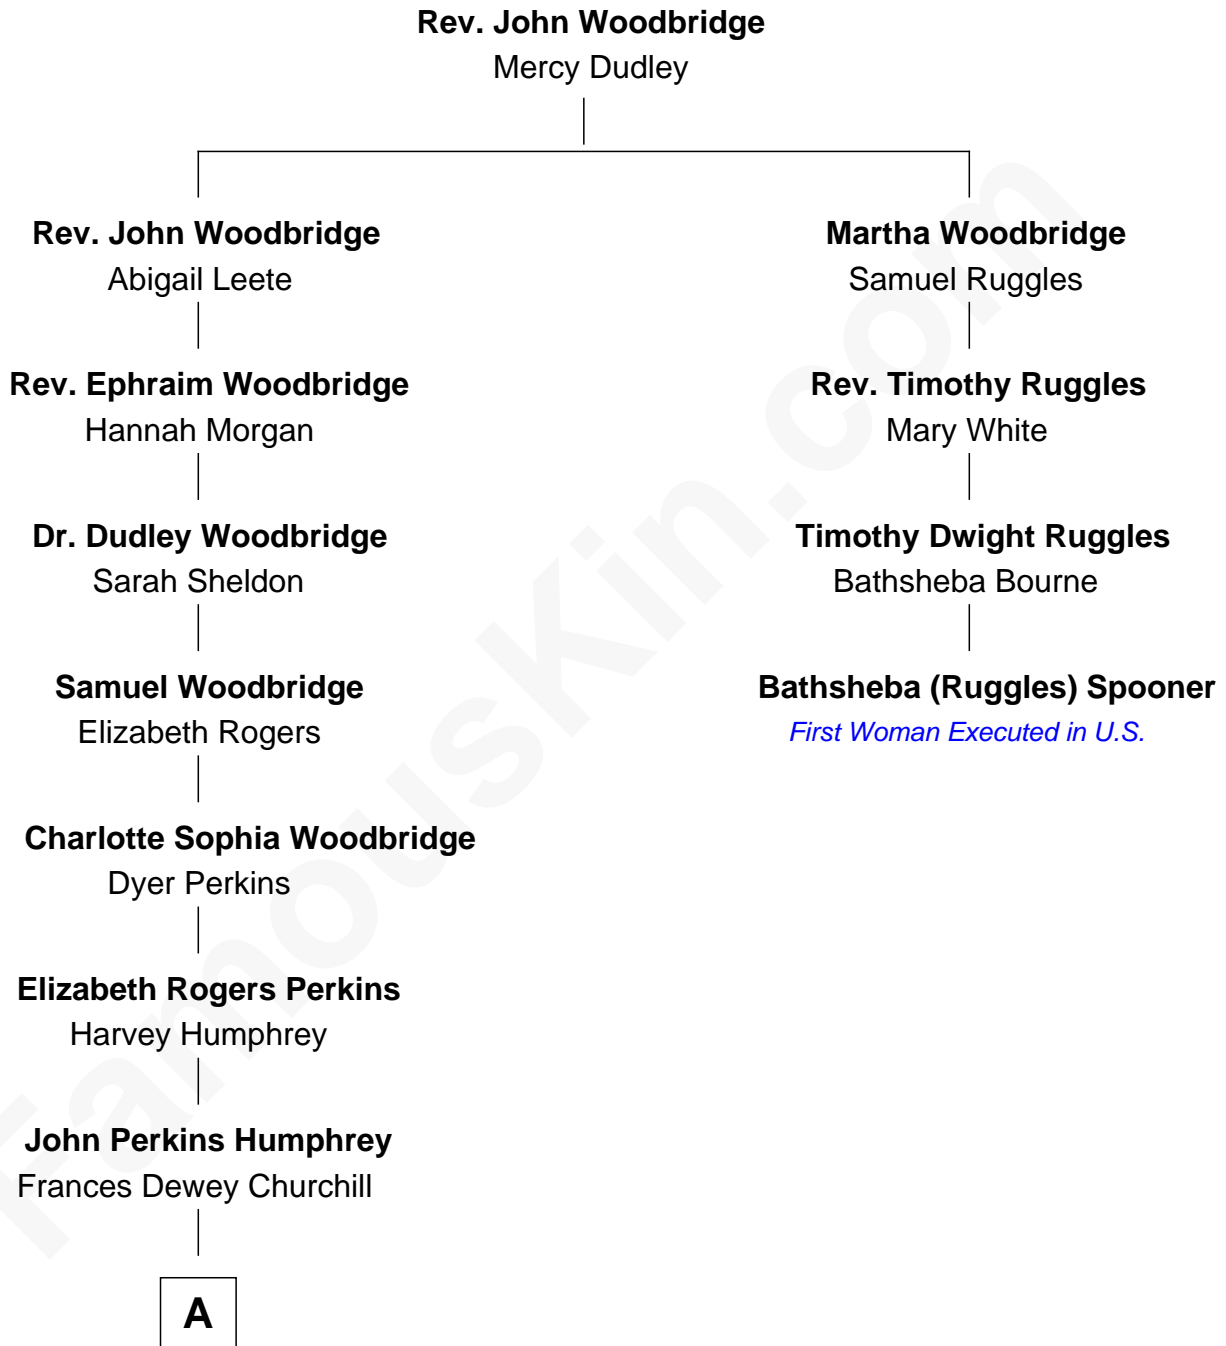 Rev. John Woodbridge
Mercy Dudley
Rev. John Woodbridge
Abigail Leete
Martha Woodbridge
Samuel Ruggles
Rev. Ephraim Woodbridge
Hannah Morgan
Rev. Timothy Ruggles
Mary White
Dr. Dudley Woodbridge
Sarah Sheldon
Timothy Dwight Ruggles
Bathsheba Bourne
Samuel Woodbridge
Elizabeth Rogers
Bathsheba (Ruggles) Spooner
First Woman Executed in U.S.
Charlotte Sophia Woodbridge
Dyer Perkins
Elizabeth Rogers Perkins
Harvey Humphrey
John Perkins Humphrey
Frances Dewey Churchill
A
FamousKin.com